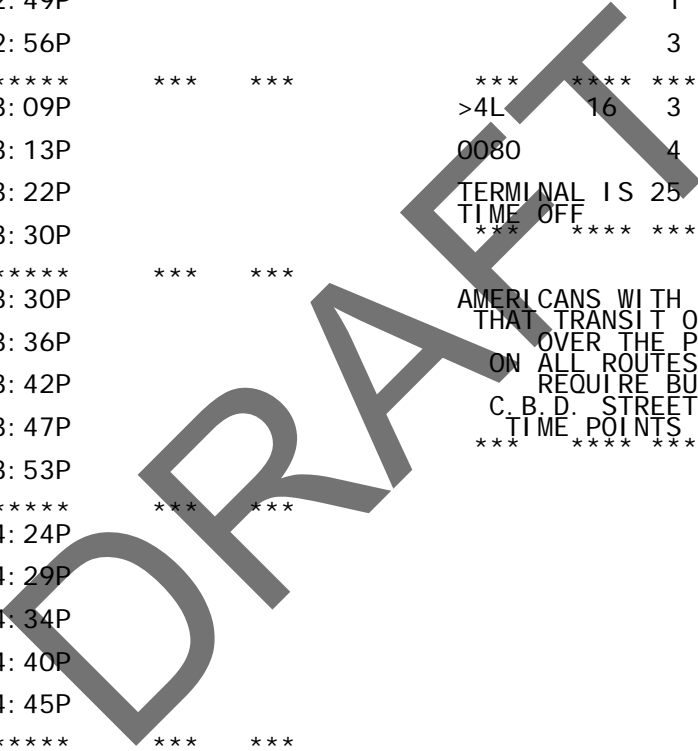 2:49P 1
2:56P 3
***** *** *** *** **** ***
3:09P >4L 16 3
3:13P 0080 4
3:22P TERMINAL IS 25
TIME OFF
3:30P *** **** ***
***** *** ***
3:30P AMERICANS WITH
THAT TRANSIT O
3:36P OVER THE P
ON ALL ROUTES
3:42P REQUIRE BU
C.B.D. STREET
3:47P TIME POINTS
*** **** ***
3:53P
***** *** ***
4:24P
4:29P
4:34P
4:40P
4:45P
***** *** ***
DRAFT